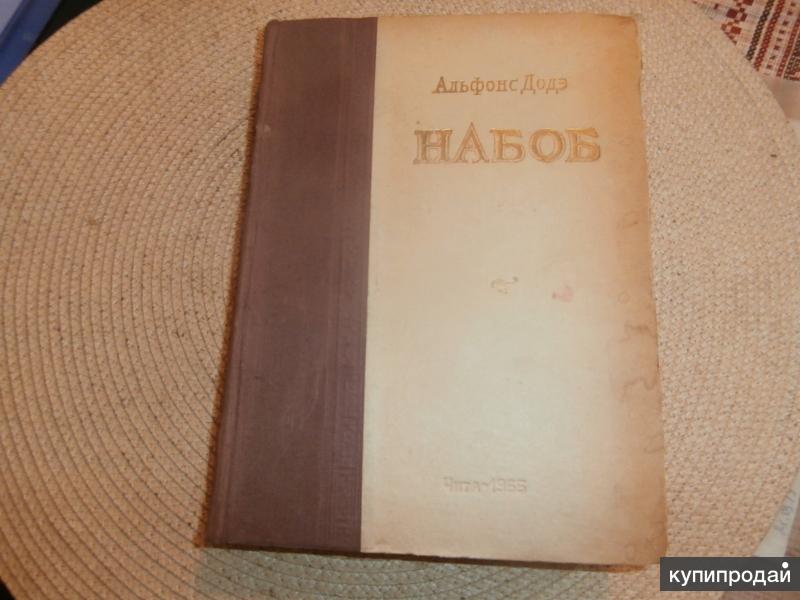 Альфонс Додэ
НАБОБ
Чита-1955
купипродай